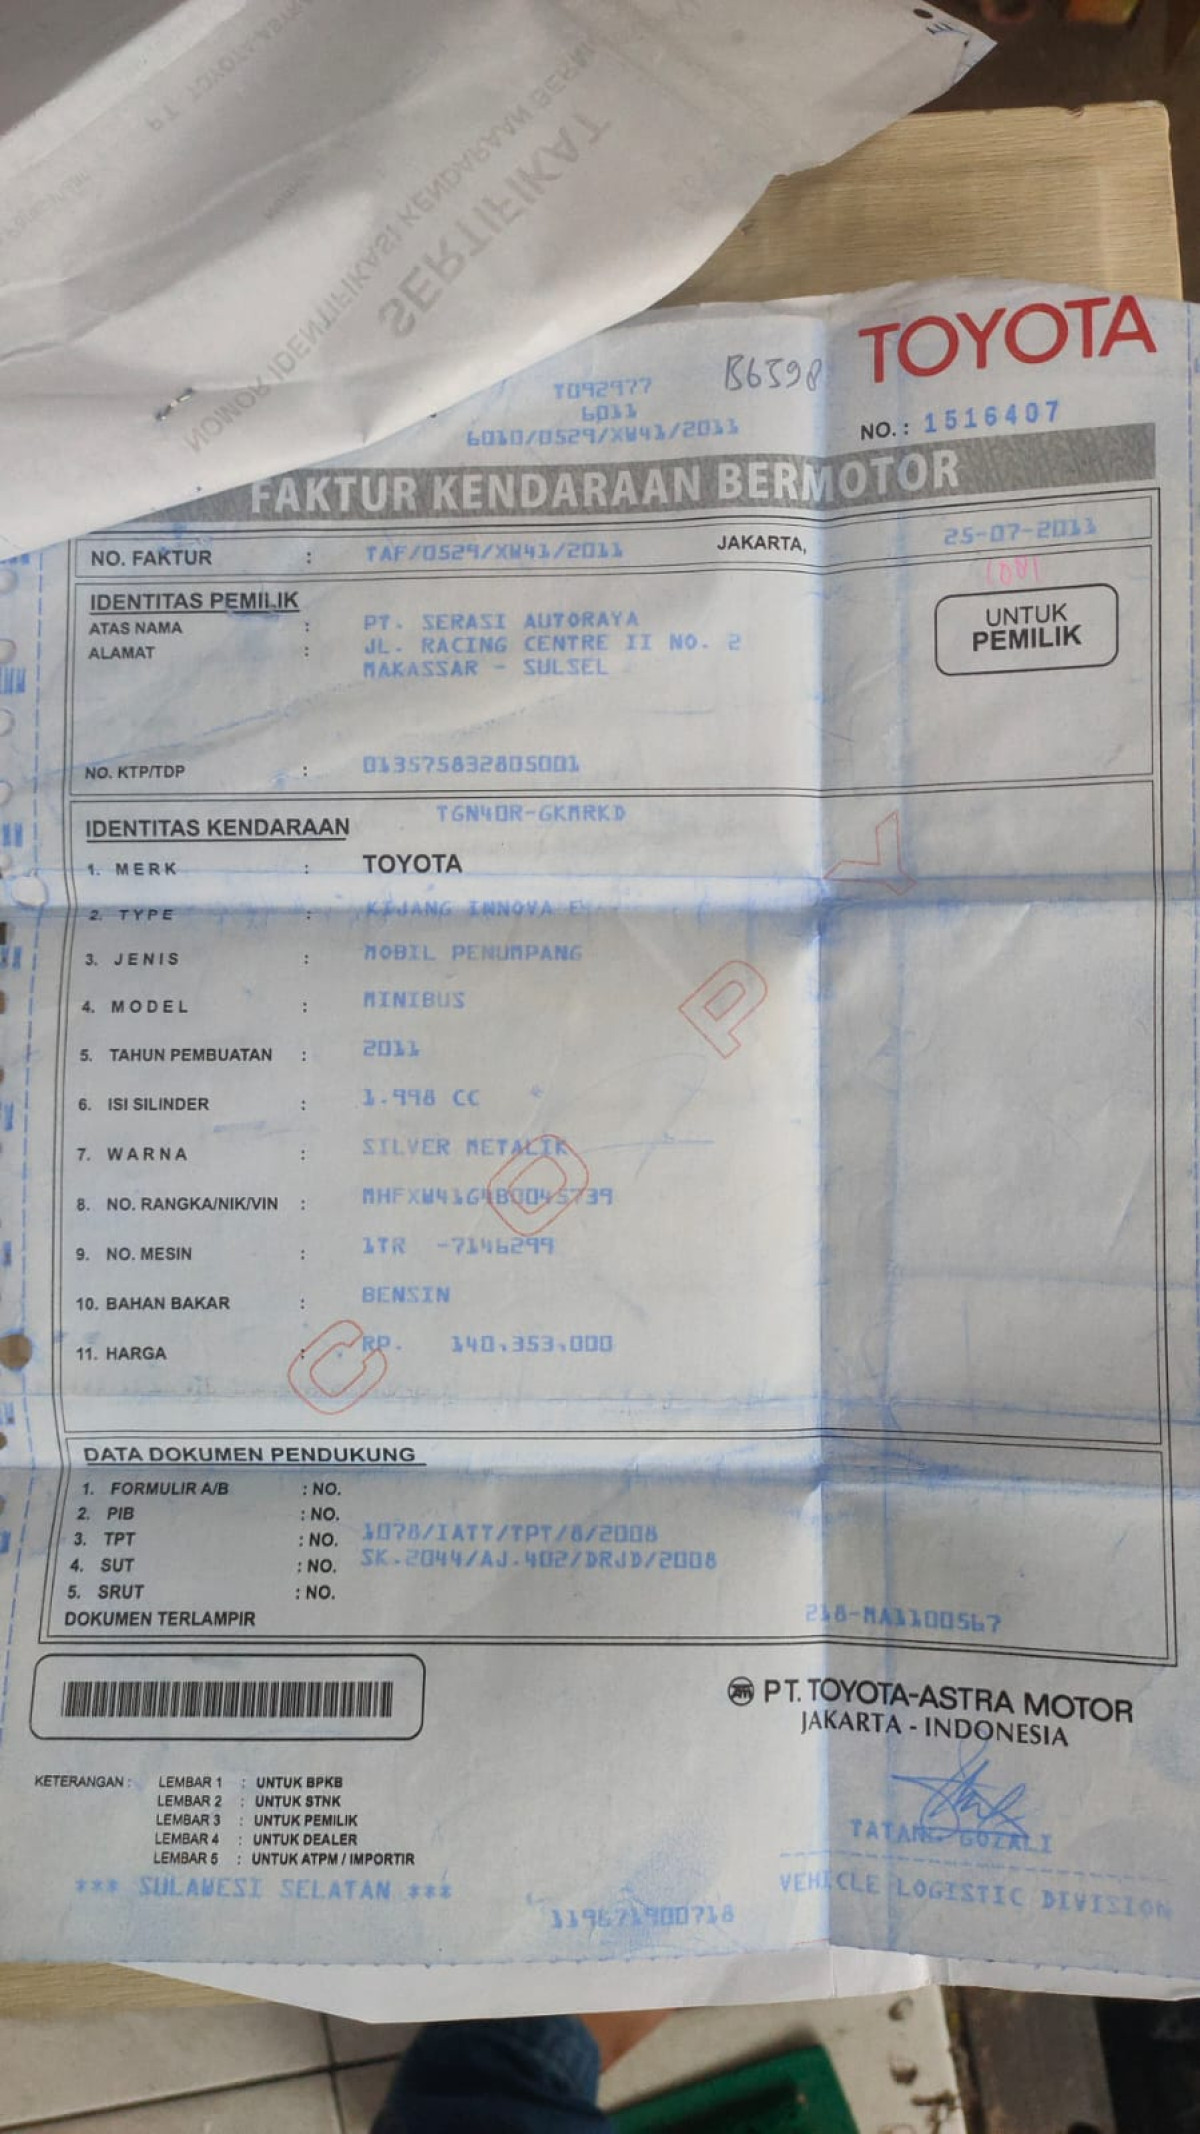 SERTIFIKAT
NOMOR IDENTIFIKASI KENDARAAN BERM
TOYOTA
B6598
T092977
6011
6010/0529/XW41/2011
NO. : 1516407
FAKTUR KENDARAAN BERMOTOR
NO. FAKTUR : TAF/0529/XW41/2011 JAKARTA, 25-07-2011
IDENTITAS PEMILIK
UNTUK
PEMILIK
ATAS NAMA : PT. SERASI AUTORAYA
ALAMAT : JL. RACING CENTRE II NO. 2
MAKASSAR - SULSEL
NO. KTP/TDP : 013575832805001
TGN40R-GKMRKD
IDENTITAS KENDARAAN
1. MERK : TOYOTA
2. TYPE : KIJANG INNOVA E
3. JENIS : MOBIL PENUMPANG
4. MODEL : MINIBUS
5. TAHUN PEMBUATAN : 2011
6. ISI SILINDER : 1.998 CC *
7. WARNA : SILVER METALIK
8. NO. RANGKA/NIK/VIN : MHFXW41G4B0045739
9. NO. MESIN : 1TR -7146299
10. BAHAN BAKAR : BENSIN
11. HARGA : RP. 140.353.000
COPY
DATA DOKUMEN PENDUKUNG
1. FORMULIR A/B : NO.
2. PIB : NO.
3. TPT : NO. 1078/IATT/TPT/8/2008
4. SUT : NO. SK.2044/AJ.402/DRJD/2008
5. SRUT : NO.
DOKUMEN TERLAMPIR
218-MA1100567
PT. TOYOTA-ASTRA MOTOR
JAKARTA - INDONESIA
KETERANGAN : LEMBAR 1 : UNTUK BPKB
LEMBAR 2 : UNTUK STNK
LEMBAR 3 : UNTUK PEMILIK
LEMBAR 4 : UNTUK DEALER
LEMBAR 5 : UNTUK ATPM / IMPORTIR
TATANG GOZALI
VEHICLE LOGISTIC DIVISION
*** SULAWESI SELATAN ***
119671900718